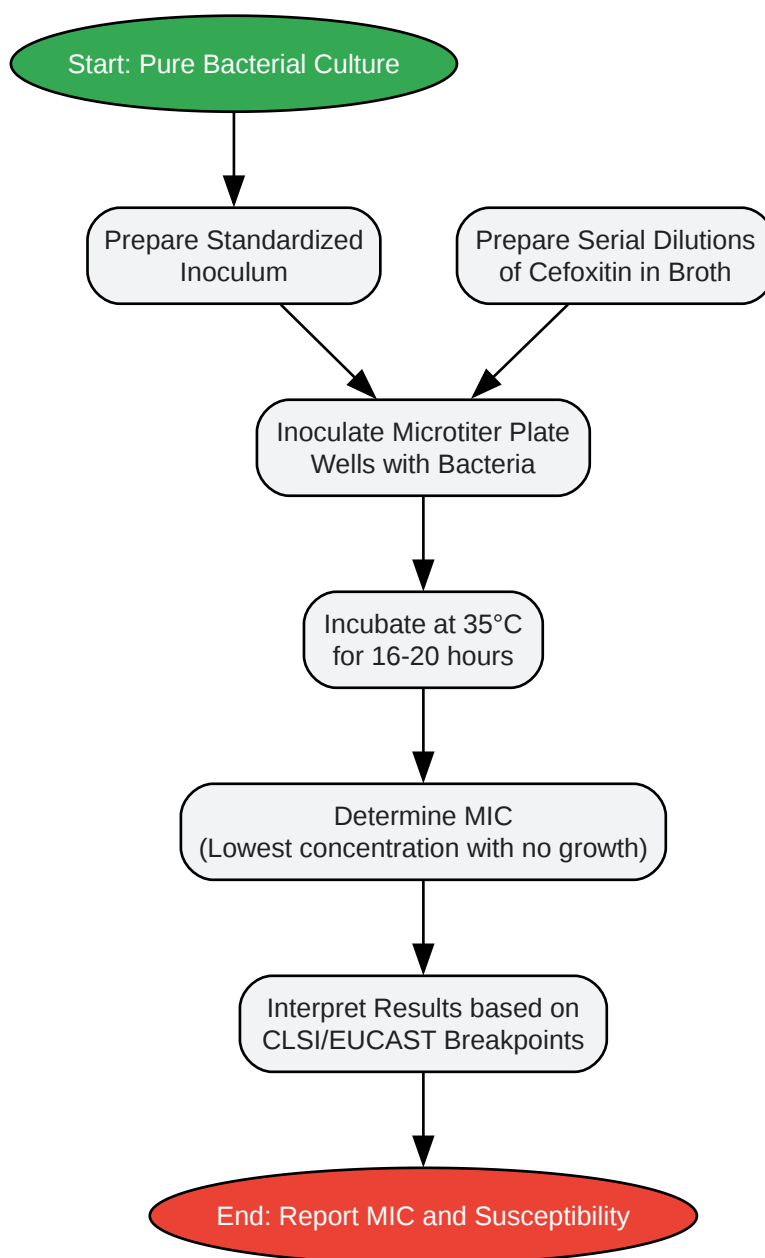 Start: Pure Bacterial Culture
Prepare Standardized
Inoculum
Prepare Serial Dilutions
of Cefoxitin in Broth
Inoculate Microtiter Plate
Wells with Bacteria
Incubate at 35°C
for 16-20 hours
Determine MIC
(Lowest concentration with no growth)
Interpret Results based on
CLSI/EUCAST Breakpoints
End: Report MIC and Susceptibility